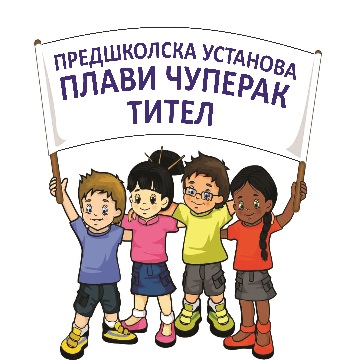 ПРЕДШКОЛСКА УСТАНОВА
ПЛАВИ ЧУПЕРАК
ТИТЕЛ